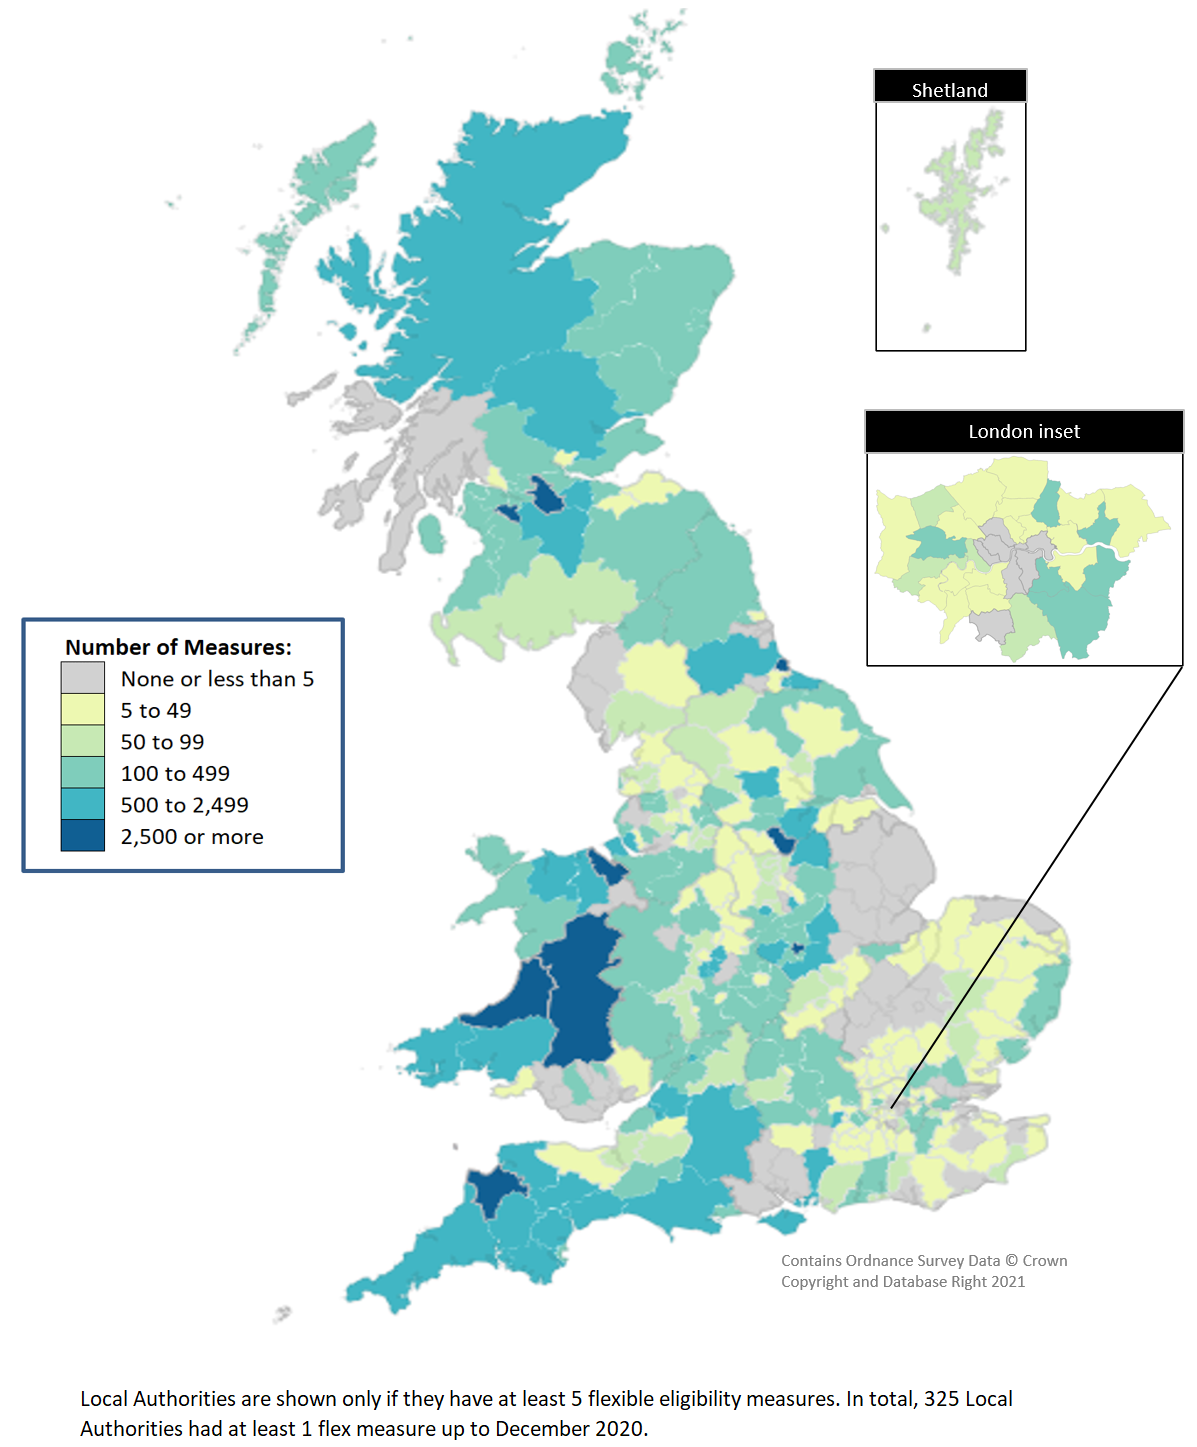 Shetland
London inset
Number of Measures:
None or less than 5
5 to 49
50 to 99
100 to 499
500 to 2,499
2,500 or more
Contains Ordnance Survey Data © Crown
Copyright and Database Right 2021
Local Authorities are shown only if they have at least 5 flexible eligibility measures. In total, 325 Local
Authorities had at least 1 flex measure up to December 2020.